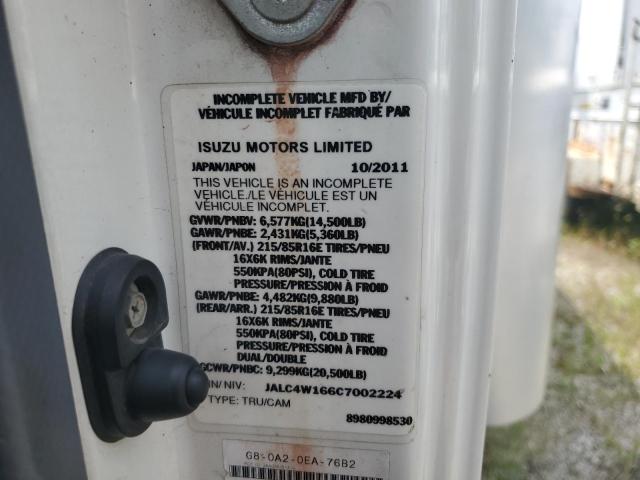 INCOMPLETE VEHICLE MFD BY/
VÉHICULE INCOMPLET FABRIQUÉ PAR
ISUZU MOTORS LIMITED
JAPAN/JAPON 10/2011
THIS VEHICLE IS AN INCOMPLETE
VEHICLE./LE VÉHICULE EST UN
VÉHICULE INCOMPLET.
GVWR/PNBV: 6,577KG(14,500LB)
GAWR/PNBE: 2,431KG(5,360LB)
(FRONT/AV.) 215/85R16E TIRES/PNEU
16X6K RIMS/JANTE
550KPA(80PSI), COLD TIRE
PRESSURE/PRESSION À FROID
GAWR/PNBE: 4,482KG(9,880LB)
(REAR/ARR.) 215/85R16E TIRES/PNEU
16X6K RIMS/JANTE
550KPA(80PSI), COLD TIRE
PRESSURE/PRESSION À FROID
DUAL/DOUBLE
GCWR/PNBC: 9,299KG(20,500LB)
IN/NIV: JALC4W166C7002224
TYPE: TRU/CAM
8980998530